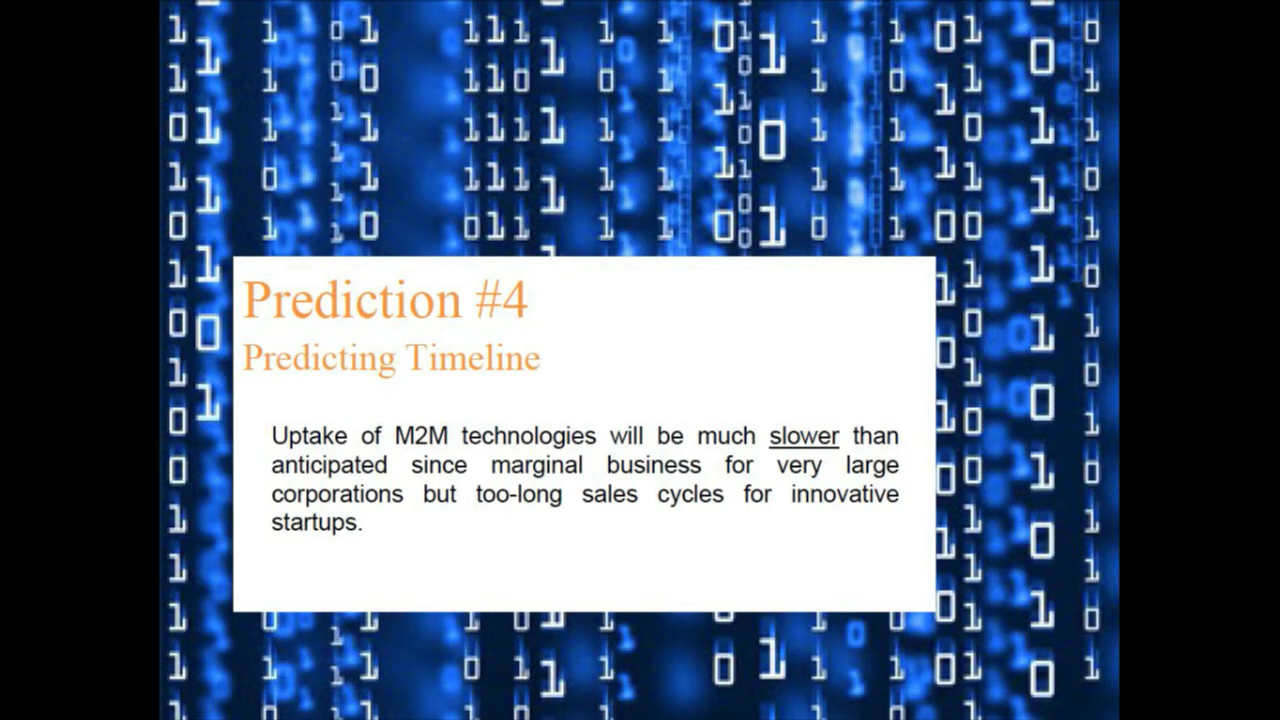 Prediction #4
Predicting Timeline
Uptake of M2M technologies will be much slower than
anticipated since marginal business for very large
corporations but too-long sales cycles for innovative
startups.